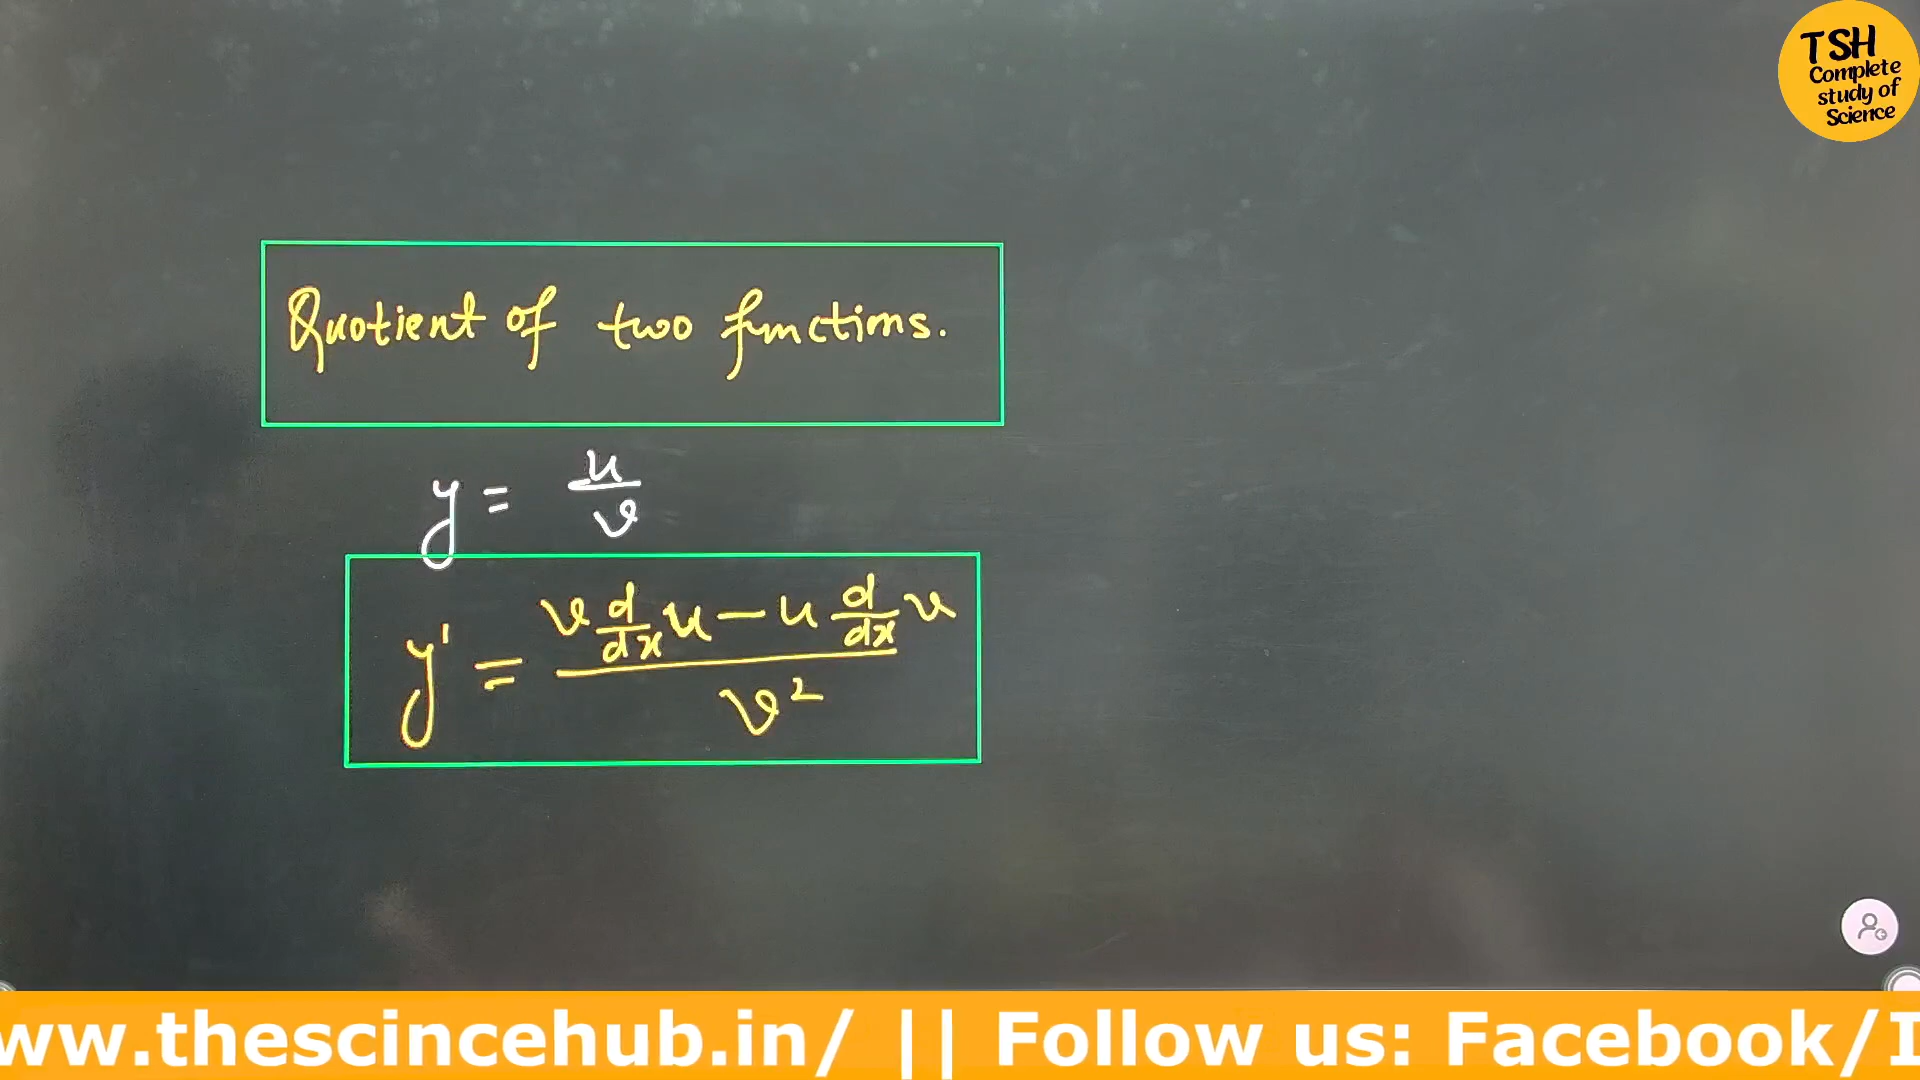 TSH
Complete
study of
Science
Quotient of two functions.
y = u/v
y' = (v d/dx u - u d/dx v) / v²
ww.thescincehub.in/ || Follow us: Facebook/I